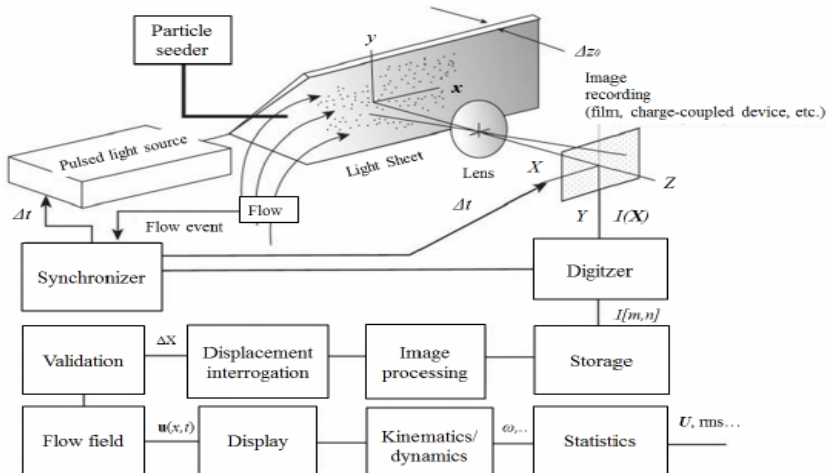 Particle
seeder
y
x
Δz₀
Image
recording
(film, charge-coupled device, etc.)
Pulsed light source
Light Sheet
Lens
X
Z
Δt
Flow
Flow event
Δt
Y
I(X)
Synchronizer
Digitzer
I[m,n]
Validation
ΔX
Displacement
interrogation
Image
processing
Storage
Flow field
u(x,t)
Display
Kinematics/
dynamics
ω,..
Statistics
U, rms...